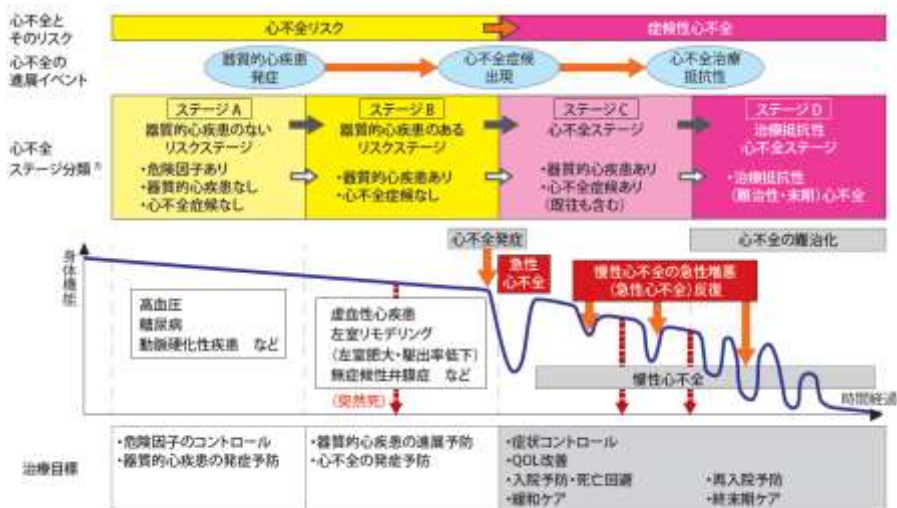 心不全と
そのリスク
心不全リスク
症候性心不全
心不全の
進展イベント
器質的心疾患
発症
心不全症候
出現
心不全治療
抵抗性
心不全
ステージ分類
ステージA
器質的心疾患のない
リスクステージ
・危険因子あり
・器質的心疾患なし
・心不全症候なし
ステージB
器質的心疾患のある
リスクステージ
・器質的心疾患あり
・心不全症候なし
ステージC
心不全ステージ
・器質的心疾患あり
・心不全症候あり
(既往も含む)
ステージD
治療抵抗性
心不全ステージ
・治療抵抗性
(難治性・末期)心不全
心不全発症
心不全の難治化
身体機能
急性
心不全
慢性心不全の急性増悪
(急性心不全)反復
高血圧
糖尿病
動脈硬化性疾患 など
虚血性心疾患
左室リモデリング
(左室肥大・駆出率低下)
無症候性弁膜症 など
(突然死)
慢性心不全
時間経過
治療目標
・危険因子のコントロール
・器質的心疾患の発症予防
・器質的心疾患の進展予防
・心不全の発症予防
・症状コントロール
・QOL改善
・入院予防・死亡回避
・緩和ケア
・再入院予防
・終末期ケア